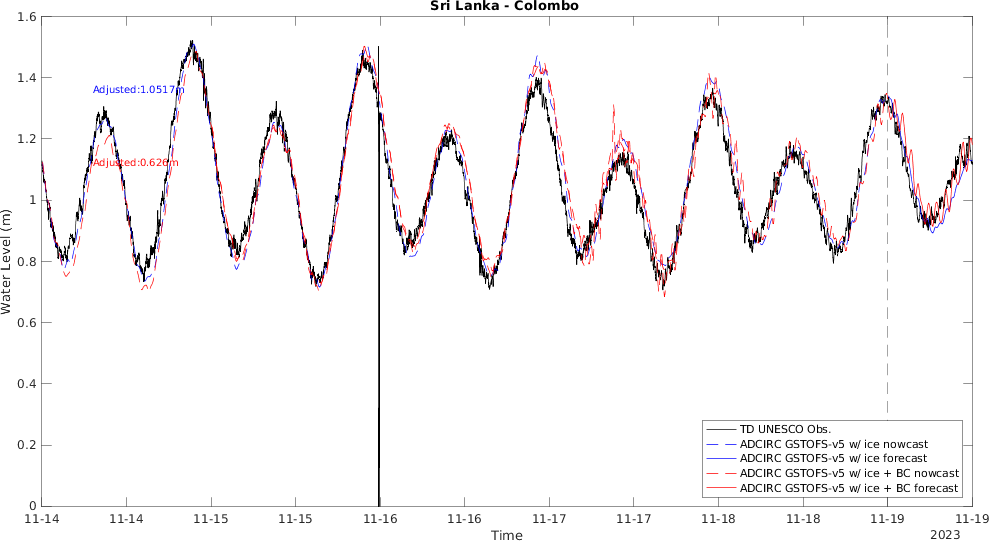 Sri Lanka - Colombo
1.6
1.4
1.2
1
0.8
0.6
0.4
0.2
0
Water Level (m)
Adjusted:1.0517m
Adjusted:0.626m
TD UNESCO Obs.
ADCIRC GSTOFS-v5 w/ ice nowcast
ADCIRC GSTOFS-v5 w/ ice forecast
ADCIRC GSTOFS-v5 w/ ice + BC nowcast
ADCIRC GSTOFS-v5 w/ ice + BC forecast
11-14 11-14 11-15 11-15 11-16 11-16 11-17 11-17 11-18 11-18 11-19 11-19
Time
2023